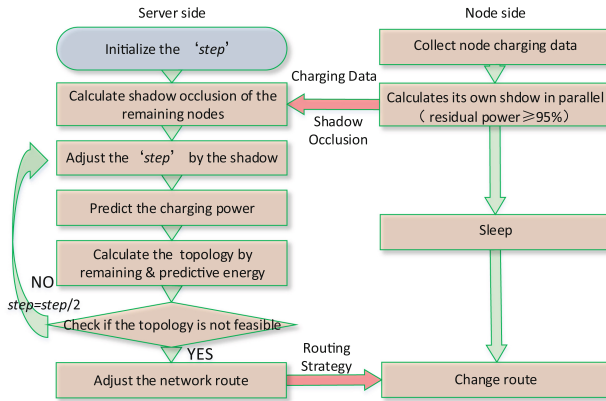 Server side
Node side
Initialize the ‘step’
Collect node charging data
Charging Data
Calculate shadow occlusion of the
remaining nodes
Calculates its own shdow in parallel
( residual power≥95%)
Shadow
Occlusion
Adjust the ‘step’ by the shadow
Predict the charging power
Sleep
Calculate the topology by
remaining & predictive energy
NO
step=step/2
Check if the topology is not feasible
YES
Routing
Strategy
Adjust the network route
Change route